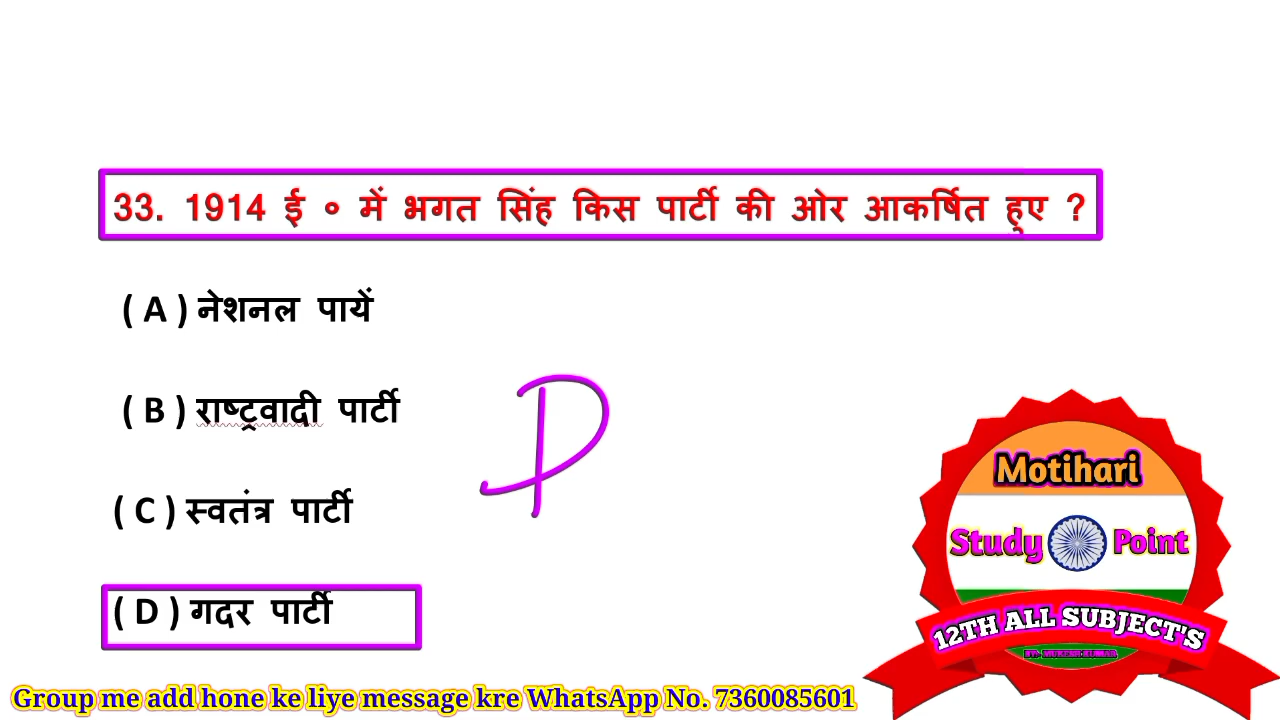 33. 1914 ई ० में भगत सिंह किस पार्टी की ओर आकर्षित हुए ?
( A ) नेशनल पायें
( B ) राष्ट्रवादी पार्टी
( C ) स्वतंत्र पार्टी
( D ) गदर पार्टी
D
Motihari
Study Point
12TH ALL SUBJECT'S
Group me add hone ke liye message kre WhatsApp No. 7360085601